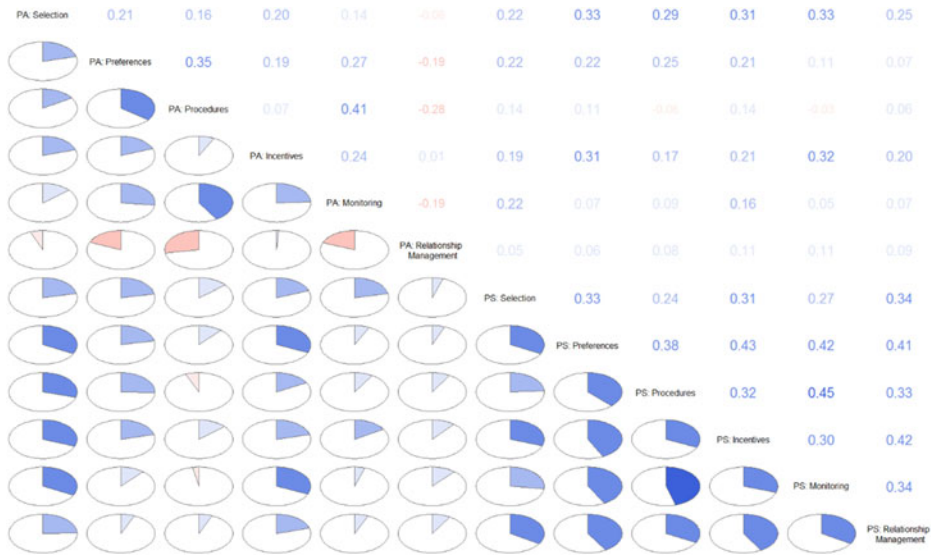 PA: Selection 0.21 0.16 0.20 0.14 -0.06 0.22 0.33 0.29 0.31 0.33 0.25
PA: Preferences 0.35 0.19 0.27 -0.19 0.22 0.22 0.25 0.21 0.11 0.07
PA: Procedures 0.07 0.41 -0.28 0.14 0.11 -0.06 0.14 -0.03 0.06
PA: Incentives 0.24 0.01 0.19 0.31 0.17 0.21 0.32 0.20
PA: Monitoring -0.19 0.22 0.07 0.09 0.16 0.05 0.07
PA: Relationship
Management 0.05 0.06 0.08 0.11 0.11 0.09
PS: Selection 0.33 0.24 0.31 0.27 0.34
PS: Preferences 0.38 0.43 0.42 0.41
PS: Procedures 0.32 0.45 0.33
PS: Incentives 0.30 0.42
PS: Monitoring 0.34
PS: Relationship
Management